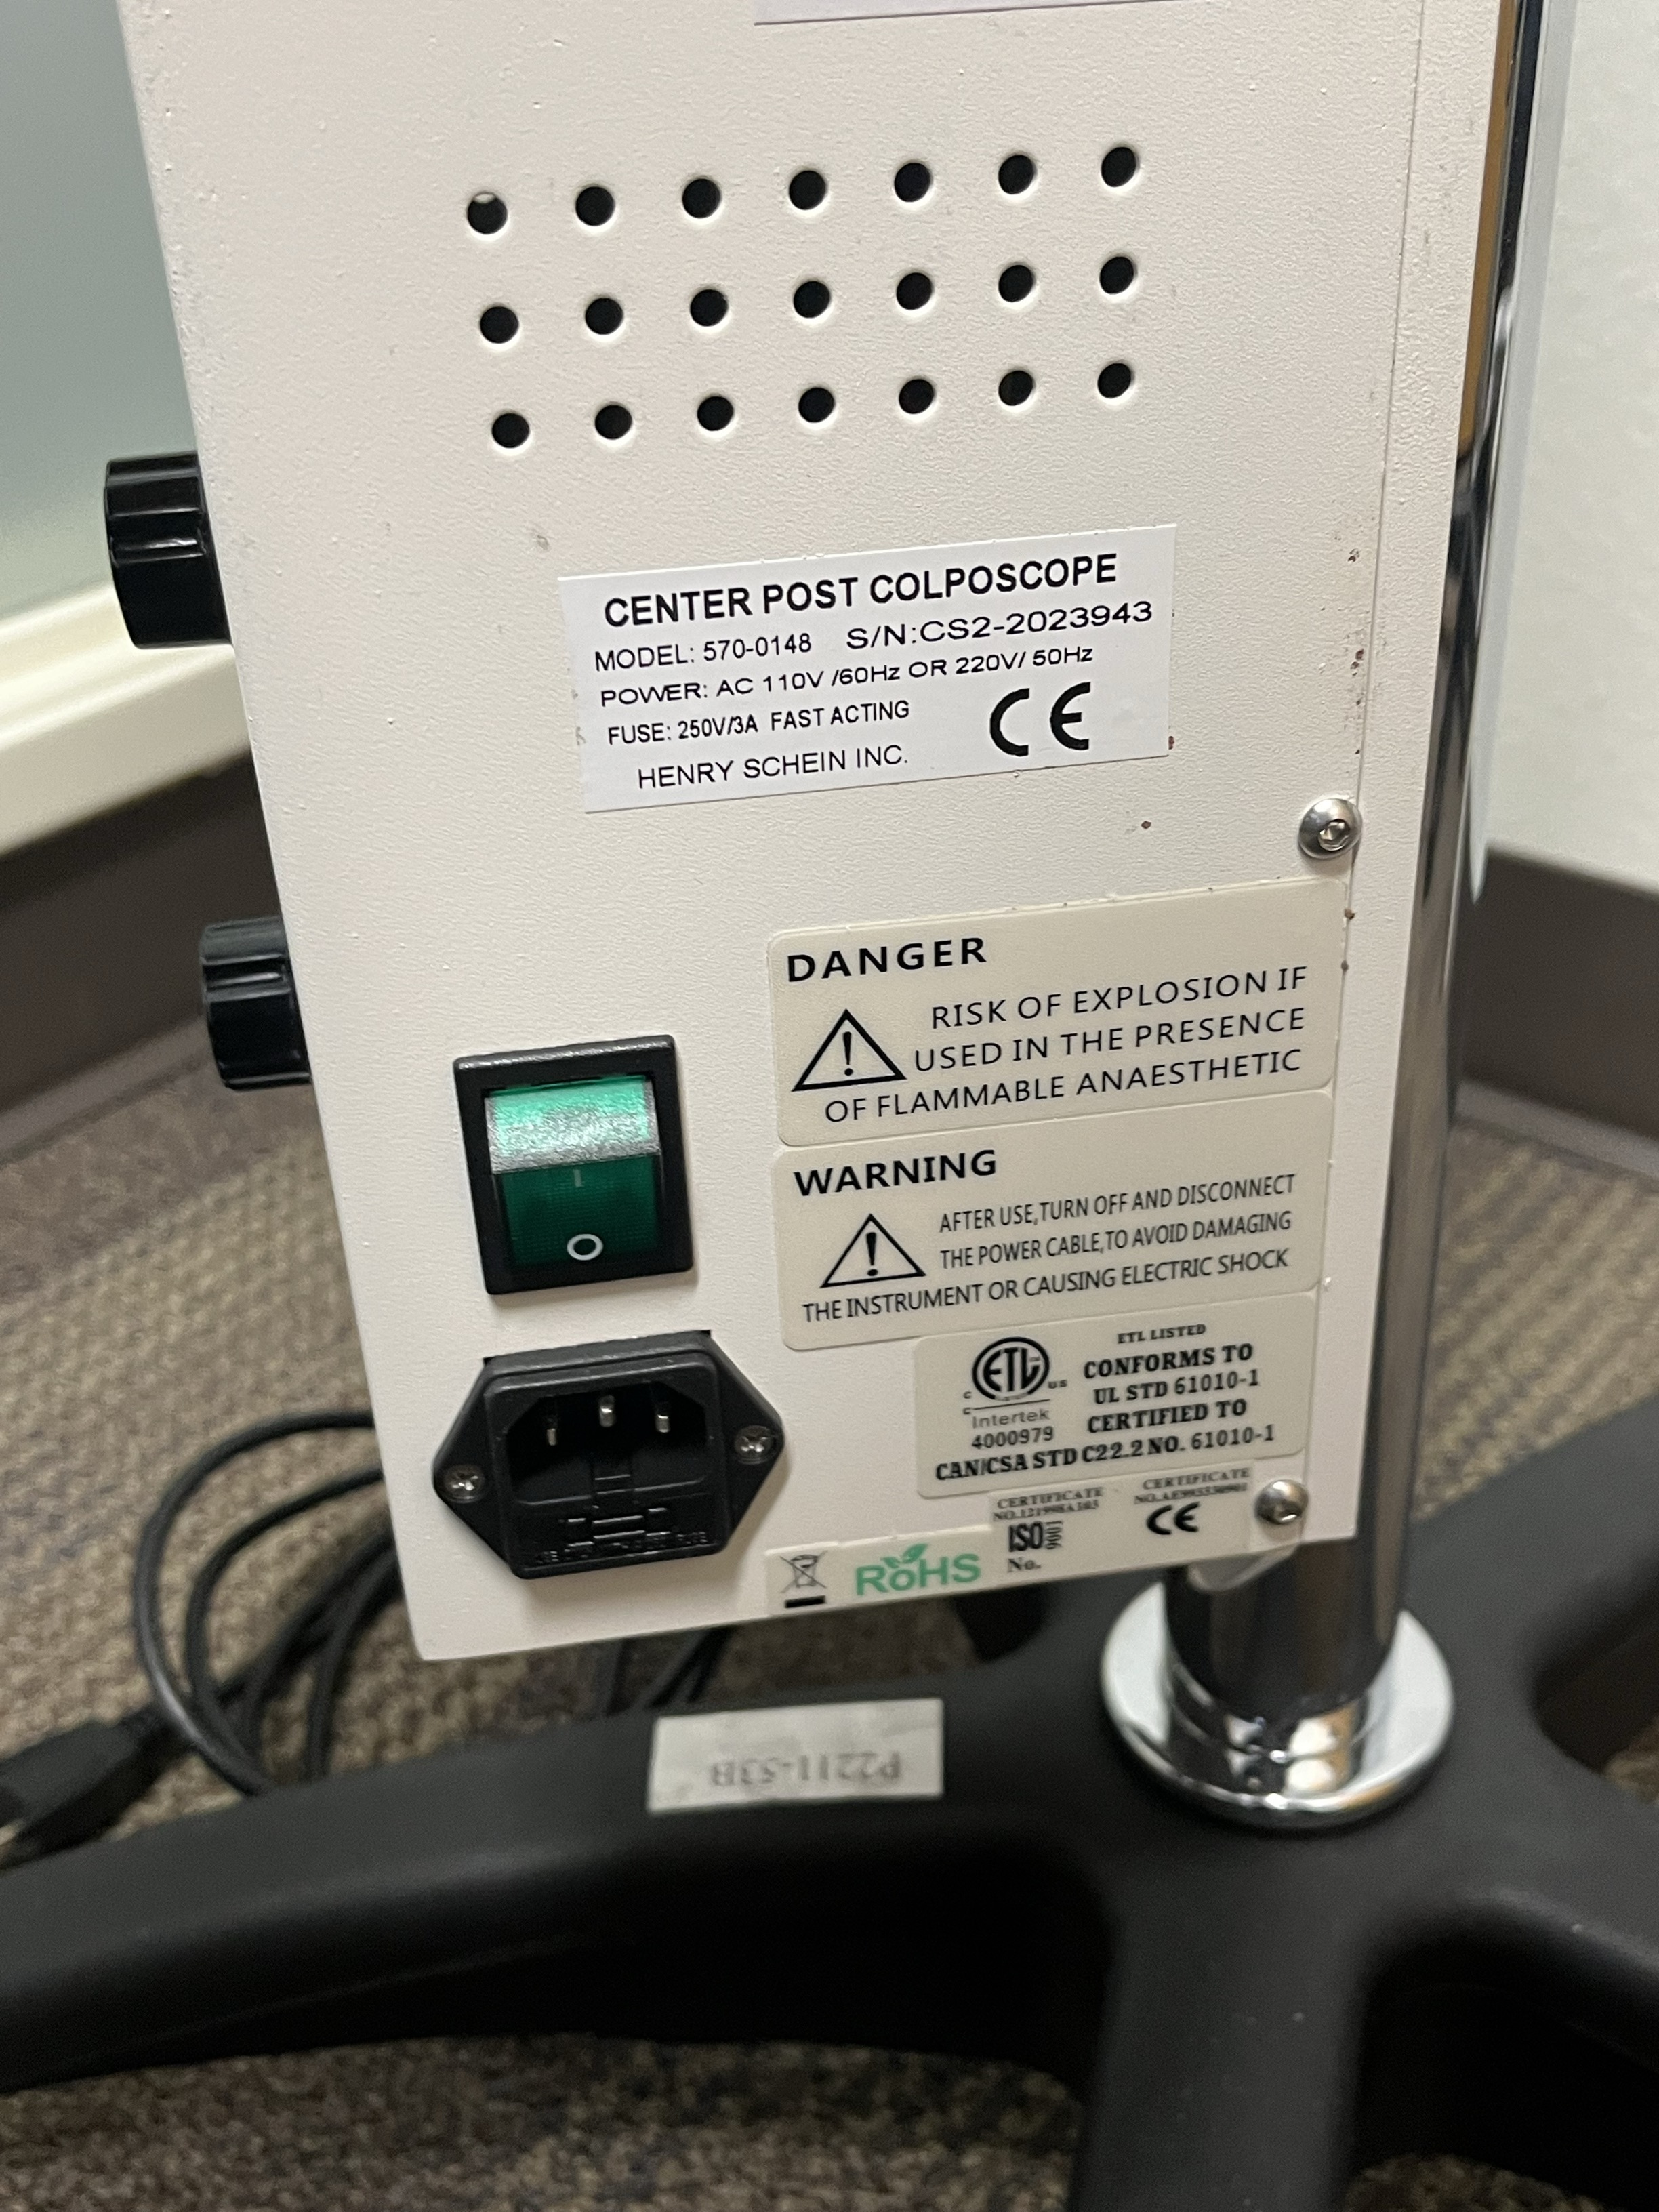 CENTER POST COLPOSCOPE
MODEL: 570-0148 S/N:CS2-2023943
POWER: AC 110V /60Hz OR 220V/ 50Hz
FUSE: 250V/3A FAST ACTING
CE
HENRY SCHEIN INC.
DANGER
RISK OF EXPLOSION IF
USED IN THE PRESENCE
OF FLAMMABLE ANAESTHETIC
WARNING
AFTER USE,TURN OFF AND DISCONNECT
THE POWER CABLE,TO AVOID DAMAGING
THE INSTRUMENT OR CAUSING ELECTRIC SHOCK
ETL LISTED
CONFORMS TO
UL STD 61010-1
CERTIFIED TO
CAN/CSA STD C22.2 NO. 61010-1
C ETL US
C
Intertek
4000979
CERTIFICATE
ISO 9001
No.
CERTIFICATE
CE
RoHS
P2211-53B